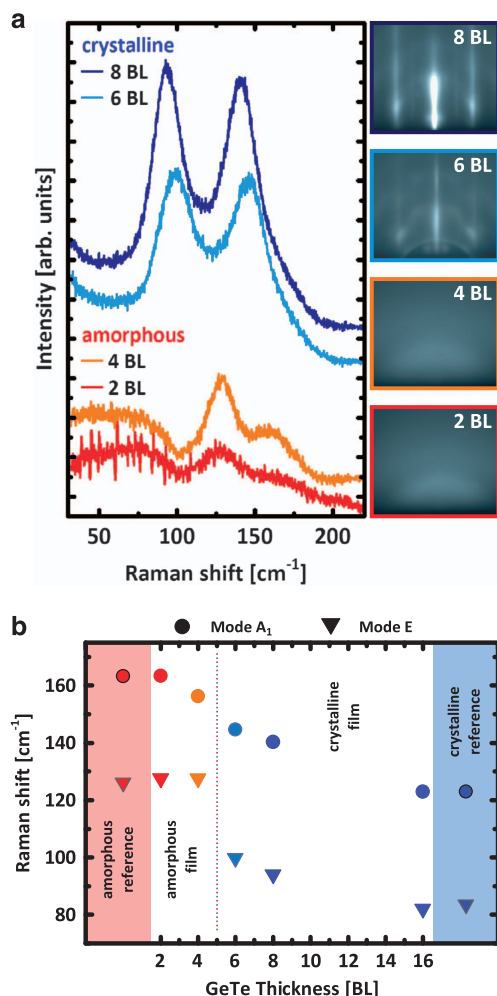 a
crystalline
8 BL
6 BL
amorphous
4 BL
2 BL
Intensity [arb. units]
50 100 150 200
Raman shift [cm⁻¹]
8 BL
6 BL
4 BL
2 BL
b
Mode A₁ Mode E
160
140
120
100
80
Raman shift [cm⁻¹]
amorphous
reference
amorphous
film
crystalline
film
crystalline
reference
2 4 6 8 10 12 14 16
GeTe Thickness [BL]